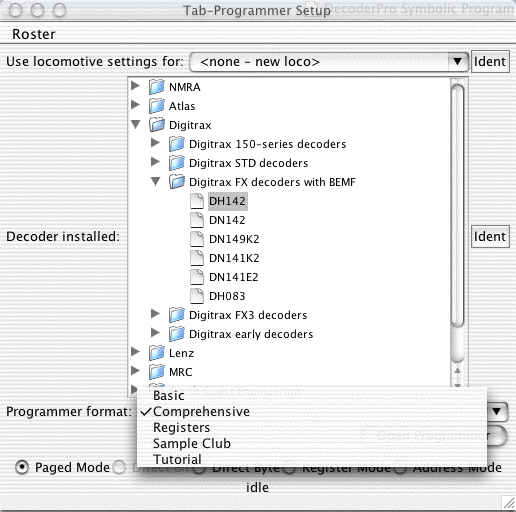 Tab-Programmer Setup
DecoderPro Symbolic Program
Roster
Use locomotive settings for: <none - new loco> Ident
NMRA
Atlas
Digitrax
Digitrax 150-series decoders
Digitrax STD decoders
Digitrax FX decoders with BEMF
DH142
DN142
DN149K2
Decoder installed: Ident
DN141K2
DN141E2
DH083
Digitrax FX3 decoders
Digitrax early decoders
Lenz
MRC
North Coast Engineering
Programmer format:
Basic
Comprehensive
Registers
Sample Club
Tutorial
Open Programmer
Paged Mode Direct Bit Direct Byte Register Mode Address Mode
idle